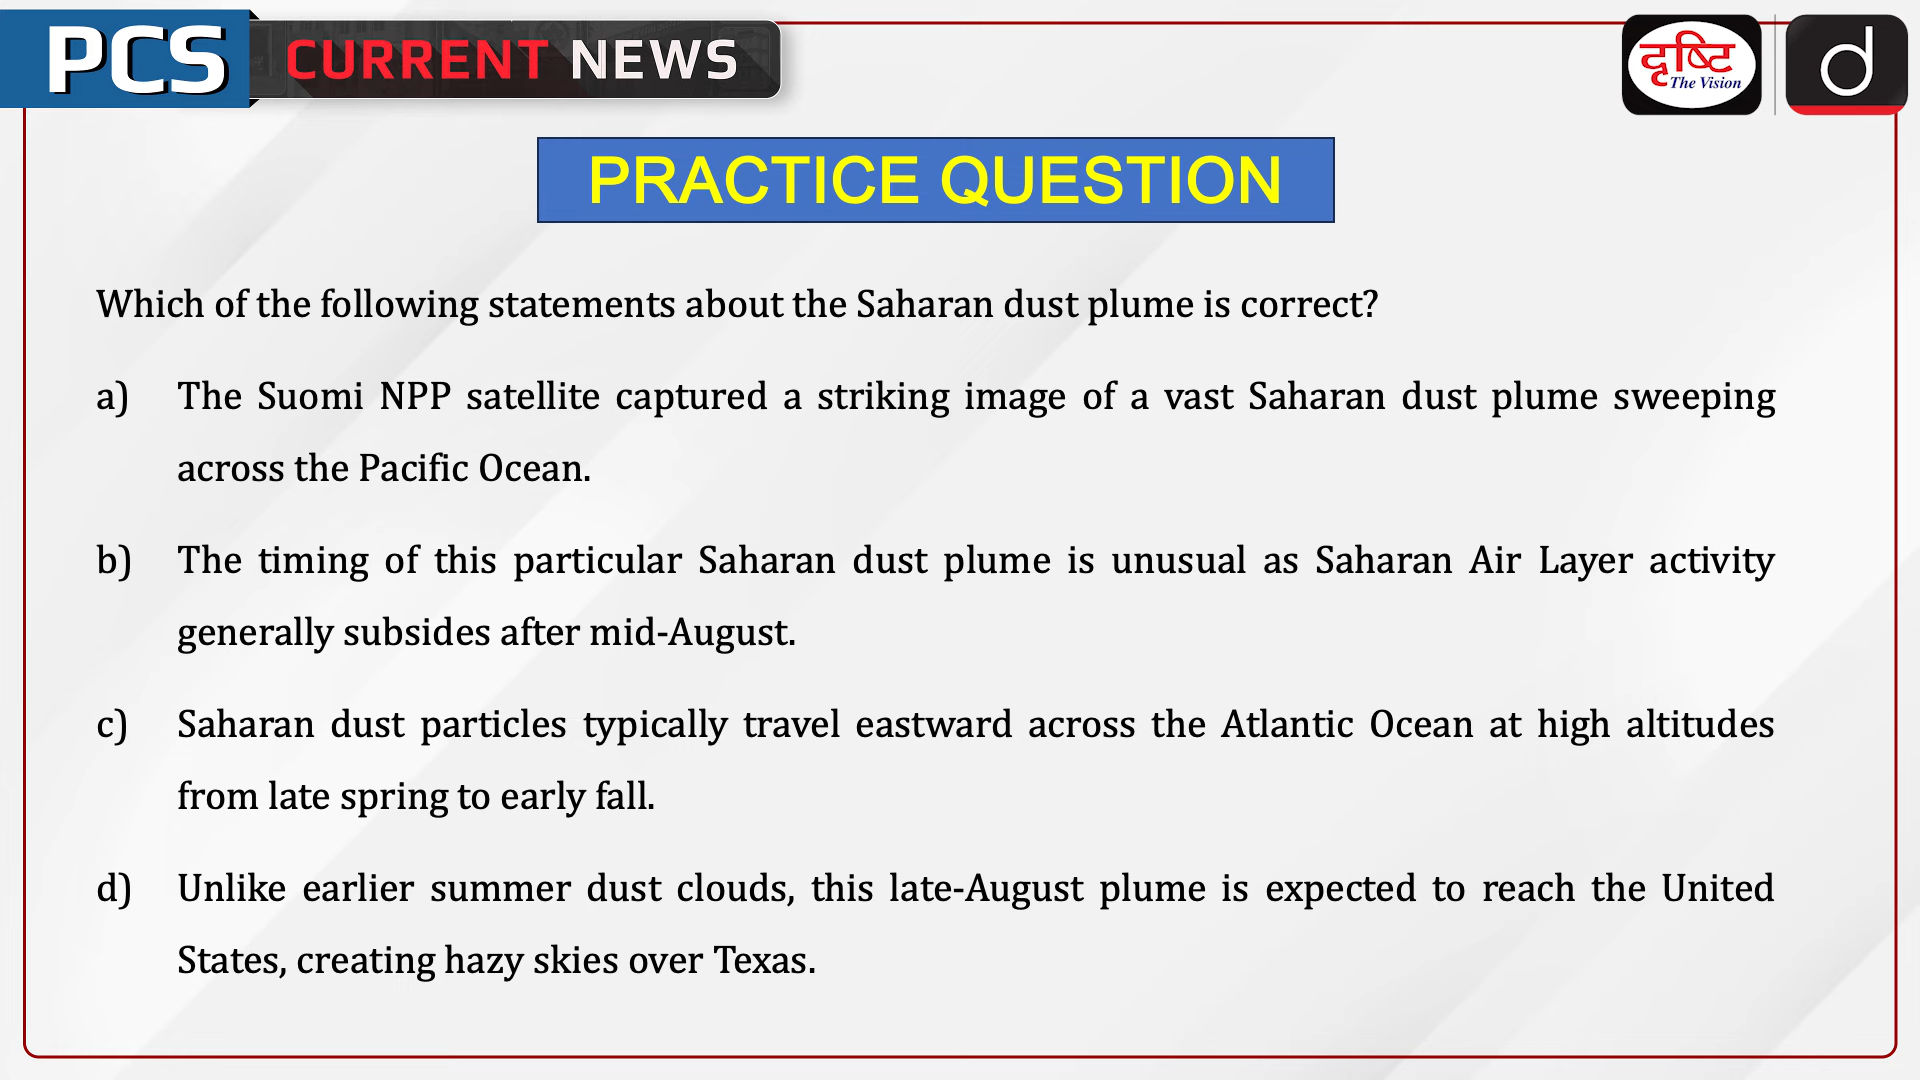 PCS CURRENT NEWS
दृष्टि
The Vision
d
PRACTICE QUESTION
Which of the following statements about the Saharan dust plume is correct?
a) The Suomi NPP satellite captured a striking image of a vast Saharan dust plume sweeping
across the Pacific Ocean.
b) The timing of this particular Saharan dust plume is unusual as Saharan Air Layer activity
generally subsides after mid-August.
c) Saharan dust particles typically travel eastward across the Atlantic Ocean at high altitudes
from late spring to early fall.
d) Unlike earlier summer dust clouds, this late-August plume is expected to reach the United
States, creating hazy skies over Texas.